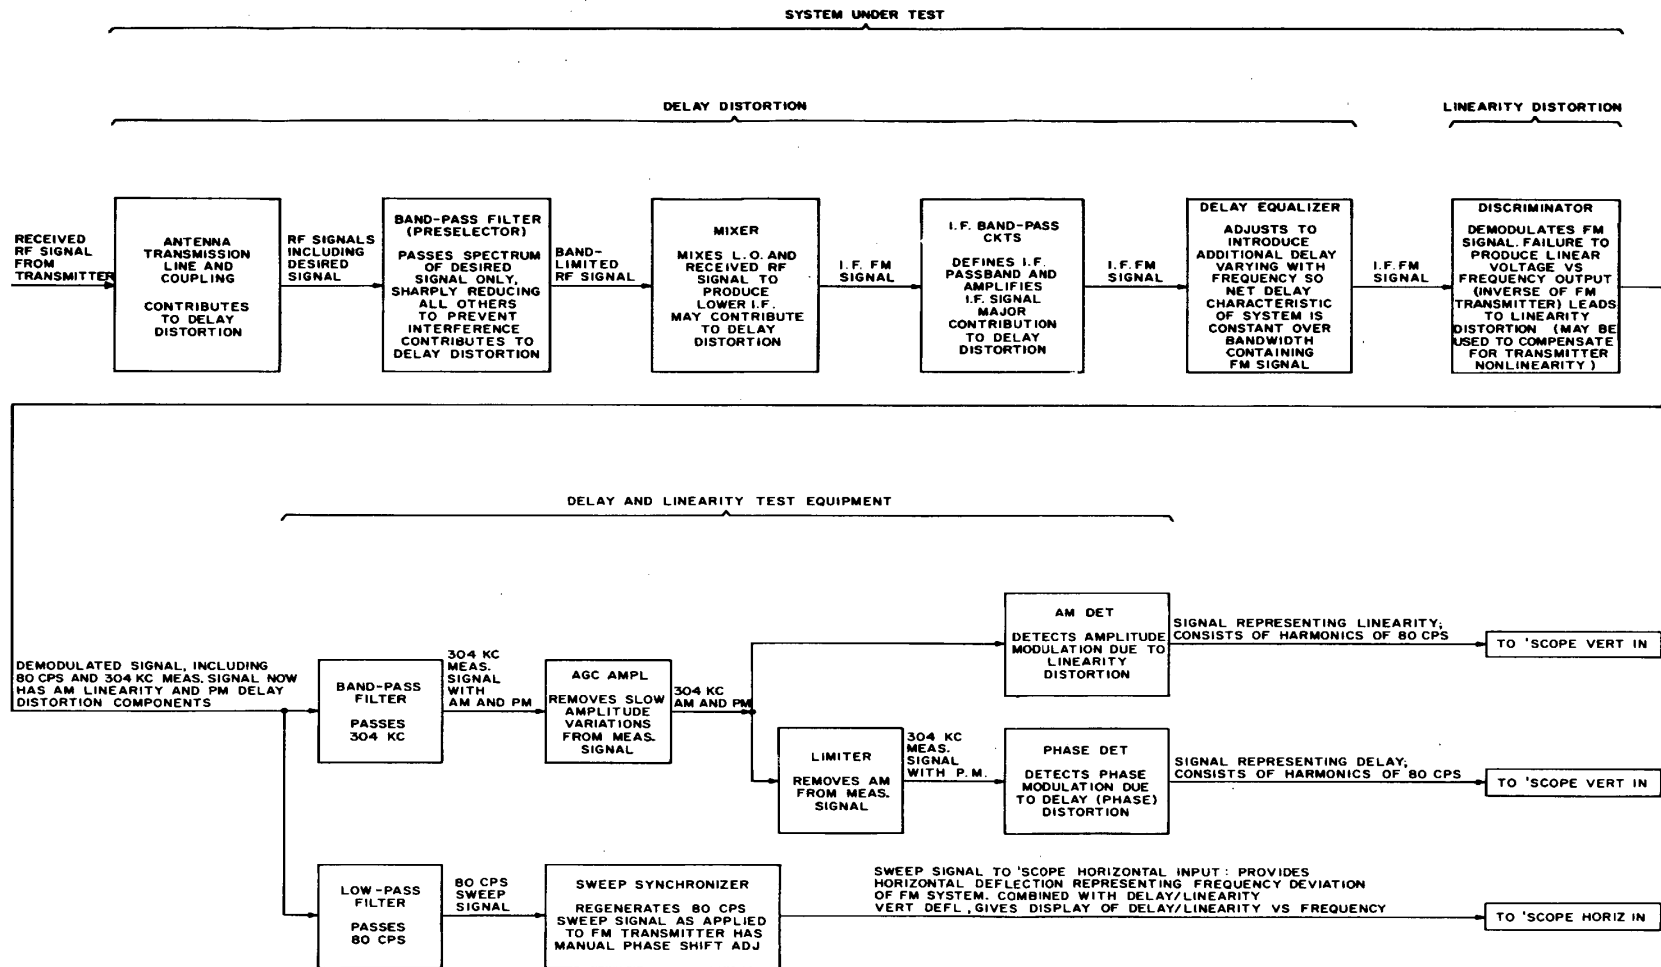 SYSTEM UNDER TEST
DELAY DISTORTION
LINEARITY DISTORTION
RECEIVED
RF SIGNAL
FROM
TRANSMITTER
ANTENNA
TRANSMISSION
LINE AND
COUPLING
CONTRIBUTES
TO DELAY
DISTORTION
RF SIGNALS
INCLUDING
DESIRED
SIGNAL
BAND-PASS FILTER
(PRESELECTOR)
PASSES SPECTRUM
OF DESIRED
SIGNAL ONLY,
SHARPLY REDUCING
ALL OTHERS
TO PREVENT
INTERFERENCE
CONTRIBUTES TO
DELAY DISTORTION
BAND-
LIMITED
RF SIGNAL
MIXER
MIXES L.O. AND
RECEIVED RF
SIGNAL TO
PRODUCE
LOWER I.F.
MAY CONTRIBUTE
TO DELAY
DISTORTION
I.F. FM
SIGNAL
I.F. BAND-PASS
CKTS
DEFINES I.F.
PASSBAND AND
AMPLIFIES
I.F. SIGNAL
MAJOR
CONTRIBUTION
TO DELAY
DISTORTION
I.F. FM
SIGNAL
DELAY EQUALIZER
ADJUSTS TO
INTRODUCE
ADDITIONAL DELAY
VARYING WITH
FREQUENCY SO
NET DELAY
CHARACTERISTIC
OF SYSTEM IS
CONSTANT OVER
BANDWIDTH
CONTAINING
FM SIGNAL
I.F. FM
SIGNAL
DISCRIMINATOR
DEMODULATES FM
SIGNAL. FAILURE TO
PRODUCE LINEAR
VOLTAGE VS
FREQUENCY OUTPUT
(INVERSE OF FM
TRANSMITTER) LEADS
TO LINEARITY
DISTORTION (MAY BE
USED TO COMPENSATE
FOR TRANSMITTER
NONLINEARITY)
DELAY AND LINEARITY TEST EQUIPMENT
DEMODULATED SIGNAL, INCLUDING
80 CPS AND 304 KC MEAS. SIGNAL NOW
HAS AM LINEARITY AND PM DELAY
DISTORTION COMPONENTS
BAND-PASS
FILTER
PASSES
304 KC
304 KC
MEAS.
SIGNAL
WITH
AM AND PM
AGC AMPL
REMOVES SLOW
AMPLITUDE
VARIATIONS
FROM MEAS.
SIGNAL
304 KC
AM AND PM
AM DET
DETECTS AMPLITUDE
MODULATION DUE TO
LINEARITY
DISTORTION
SIGNAL REPRESENTING LINEARITY;
CONSISTS OF HARMONICS OF 80 CPS
TO 'SCOPE VERT IN
LIMITER
REMOVES AM
FROM MEAS.
SIGNAL
304 KC
MEAS.
SIGNAL
WITH P.M.
PHASE DET
DETECTS PHASE
MODULATION DUE
TO DELAY (PHASE)
DISTORTION
SIGNAL REPRESENTING DELAY;
CONSISTS OF HARMONICS OF 80 CPS
TO 'SCOPE VERT IN
LOW-PASS
FILTER
PASSES
80 CPS
80 CPS
SWEEP
SIGNAL
SWEEP SYNCHRONIZER
REGENERATES 80 CPS
SWEEP SIGNAL AS APPLIED
TO FM TRANSMITTER HAS
MANUAL PHASE SHIFT ADJ
SWEEP SIGNAL TO 'SCOPE HORIZONTAL INPUT: PROVIDES
HORIZONTAL DEFLECTION REPRESENTING FREQUENCY DEVIATION
OF FM SYSTEM. COMBINED WITH DELAY/LINEARITY
VERT DEFL, GIVES DISPLAY OF DELAY/LINEARITY VS FREQUENCY
TO 'SCOPE HORIZ IN